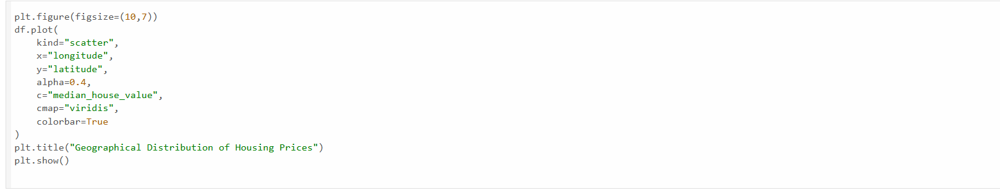 plt.figure(figsize=(10,7))
df.plot(
    kind="scatter",
    x="longitude",
    y="latitude",
    alpha=0.4,
    c="median_house_value",
    cmap="viridis",
    colorbar=True
)
plt.title("Geographical Distribution of Housing Prices")
plt.show()